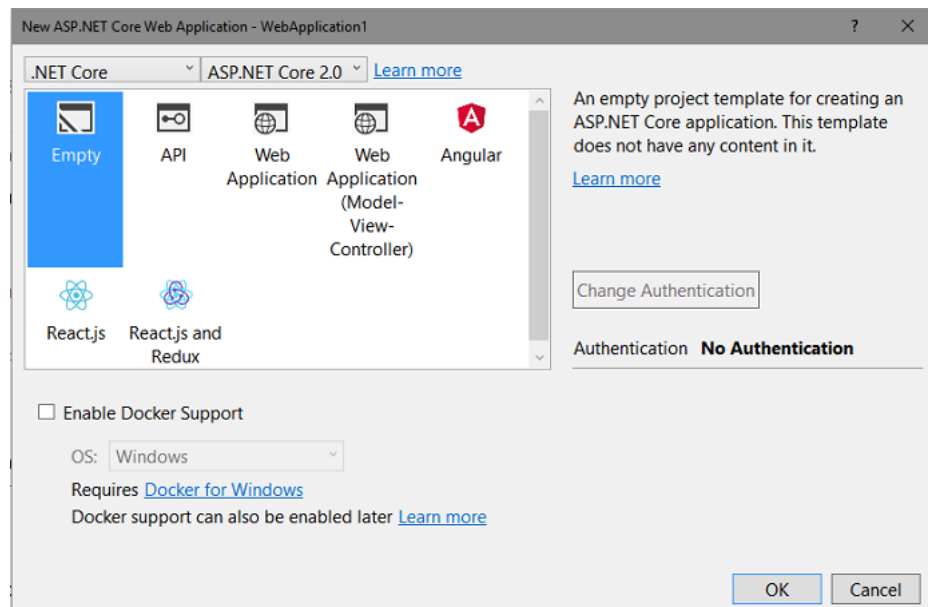 New ASP.NET Core Web Application - WebApplication1
? ×
.NET Core
ASP.NET Core 2.0
Learn more
Empty
API
Web
Application
Web
Application
(Model-
View-
Controller)
Angular
React.js
React.js and
Redux
An empty project template for creating an
ASP.NET Core application. This template
does not have any content in it.
Learn more
Change Authentication
Authentication No Authentication
Enable Docker Support
OS: Windows
Requires Docker for Windows
Docker support can also be enabled later Learn more
OK
Cancel